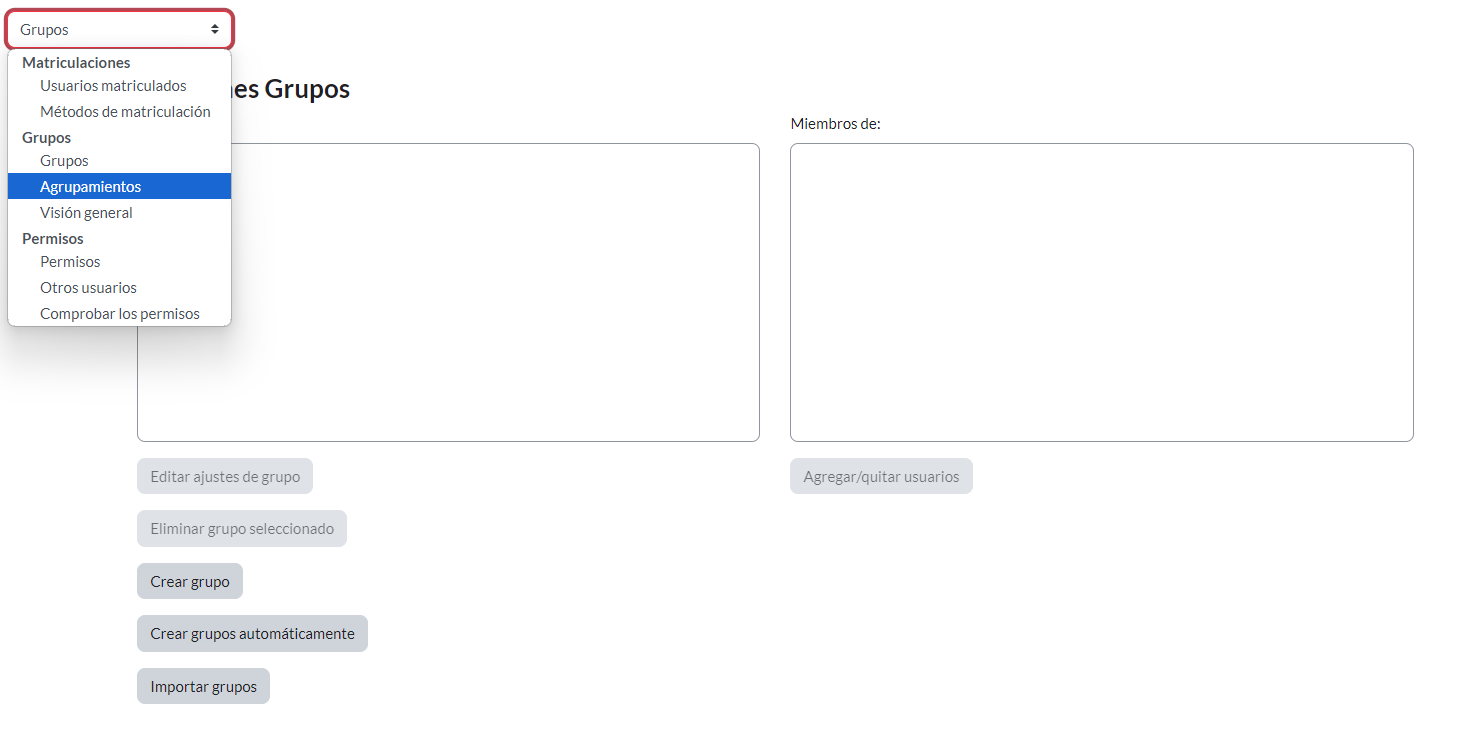 Grupos
Matriculaciones
Usuarios matriculados
Métodos de matriculación
Grupos
Grupos
Agrupamientos
Visión general
Permisos
Permisos
Otros usuarios
Comprobar los permisos
Grupos
Miembros de:
Editar ajustes de grupo
Agregar/quitar usuarios
Eliminar grupo seleccionado
Crear grupo
Crear grupos automáticamente
Importar grupos